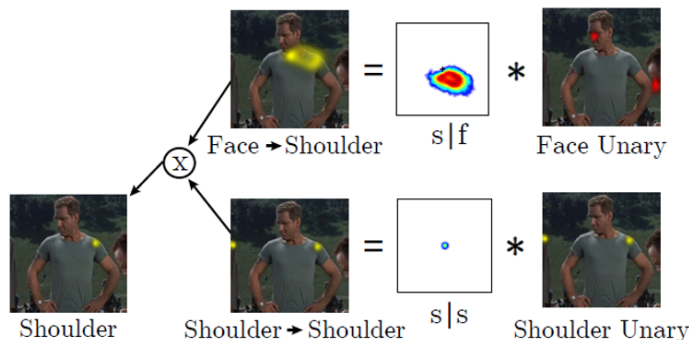 = *
Face → Shoulder s|f Face Unary
X
= *
Shoulder Shoulder → Shoulder s|s Shoulder Unary